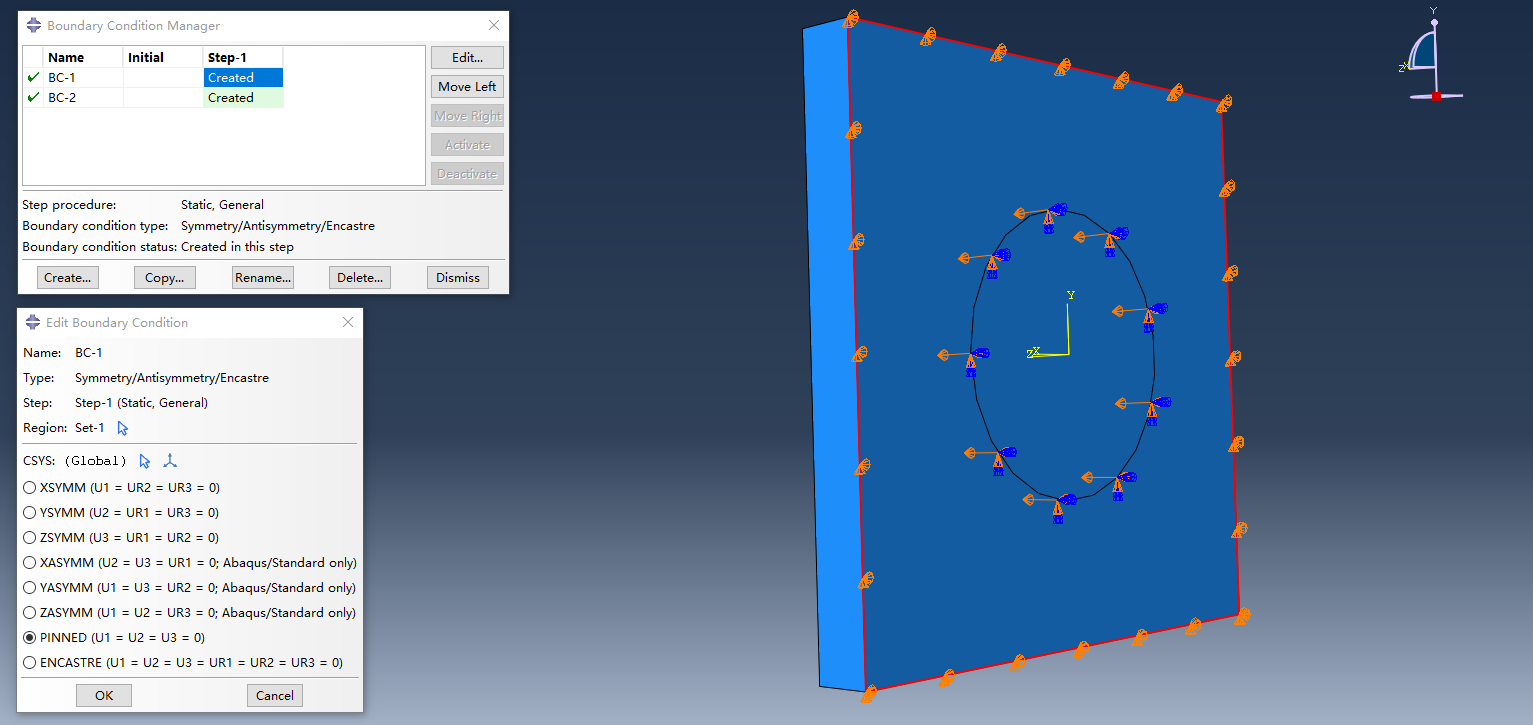 Boundary Condition Manager
Name Initial Step-1
BC-1 Created
BC-2 Created
Edit...
Move Left
Move Right
Activate
Deactivate
Step procedure: Static, General
Boundary condition type: Symmetry/Antisymmetry/Encastre
Boundary condition status: Created in this step
Create... Copy... Rename... Delete... Dismiss
Edit Boundary Condition
Name: BC-1
Type: Symmetry/Antisymmetry/Encastre
Step: Step-1 (Static, General)
Region: Set-1
CSYS: (Global)
XSYMM (U1 = UR2 = UR3 = 0)
YSYMM (U2 = UR1 = UR3 = 0)
ZSYMM (U3 = UR1 = UR2 = 0)
XASYMM (U2 = U3 = UR1 = 0; Abaqus/Standard only)
YASYMM (U1 = U3 = UR2 = 0; Abaqus/Standard only)
ZASYMM (U1 = U2 = UR3 = 0; Abaqus/Standard only)
PINNED (U1 = U2 = U3 = 0)
ENCASTRE (U1 = U2 = U3 = UR1 = UR2 = UR3 = 0)
OK Cancel
Y
Z X
Y
Z X